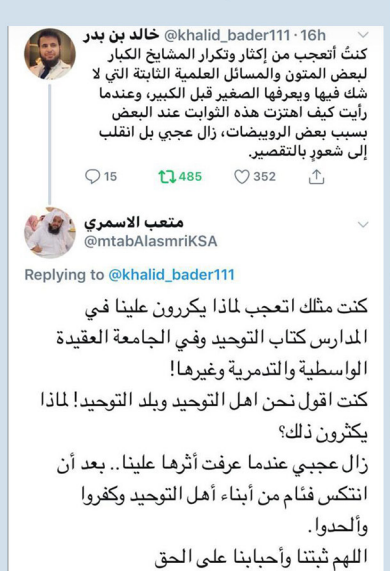 خالد بن بدر @khalid_bader111 · 16h
كنتُ أتعجب من إكثار وتكرار المشايخ الكبار
لبعض المتون والمسائل العلمية الثابتة التي لا
شك فيها ويعرفها الصغير قبل الكبير، وعندما
رأيت كيف اهتزت هذه الثوابت عند البعض
بسبب بعض الرويبضات، زال عجبي بل انقلب
إلى شعورٍ بالتقصير.
15 485 352
متعب الاسمري
@mtabAlasmriKSA
Replying to @khalid_bader111
كنت مثلك اتعجب لماذا يكررون علينا في
المدارس كتاب التوحيد وفي الجامعة العقيدة
الواسطية والتدمرية وغيرها!
كنت اقول نحن اهل التوحيد وبلد التوحيد! لماذا
يكثرون ذلك؟
زال عجبي عندما عرفت أثرها علينا.. بعد أن
انتكس فئام من أبناء أهل التوحيد وكفروا
وألحدوا.
اللهم ثبتنا وأحبابنا على الحق